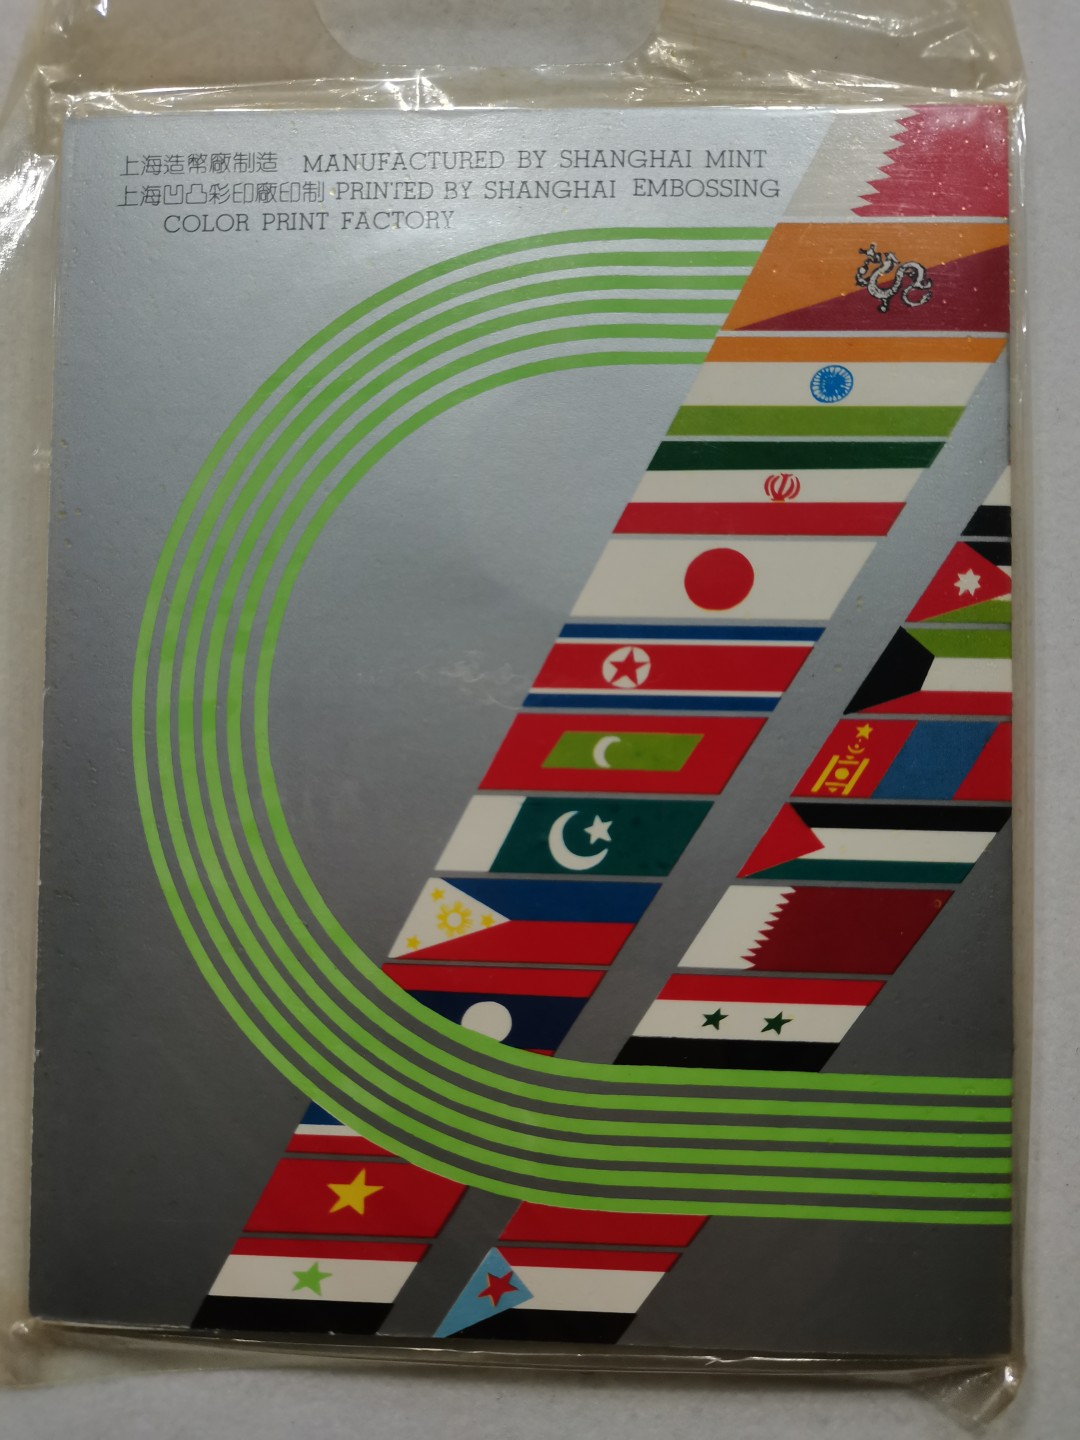 上海造幣廠制造 MANUFACTURED BY SHANGHAI MINT
上海凹凸彩印廠印制 PRINTED BY SHANGHAI EMBOSSING
COLOR PRINT FACTORY